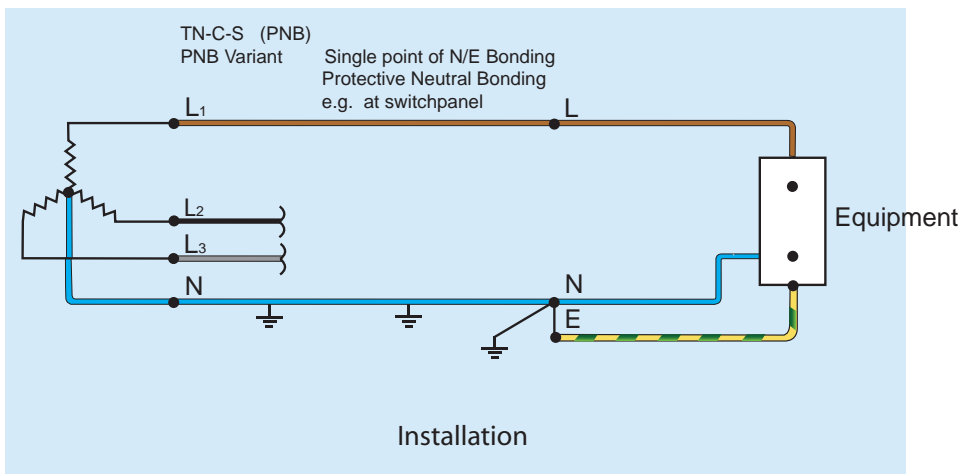 TN-C-S (PNB)
PNB Variant Single point of N/E Bonding
Protective Neutral Bonding
e.g. at switchpanel
L1 L
L2
Equipment
L3
N N
E
Installation